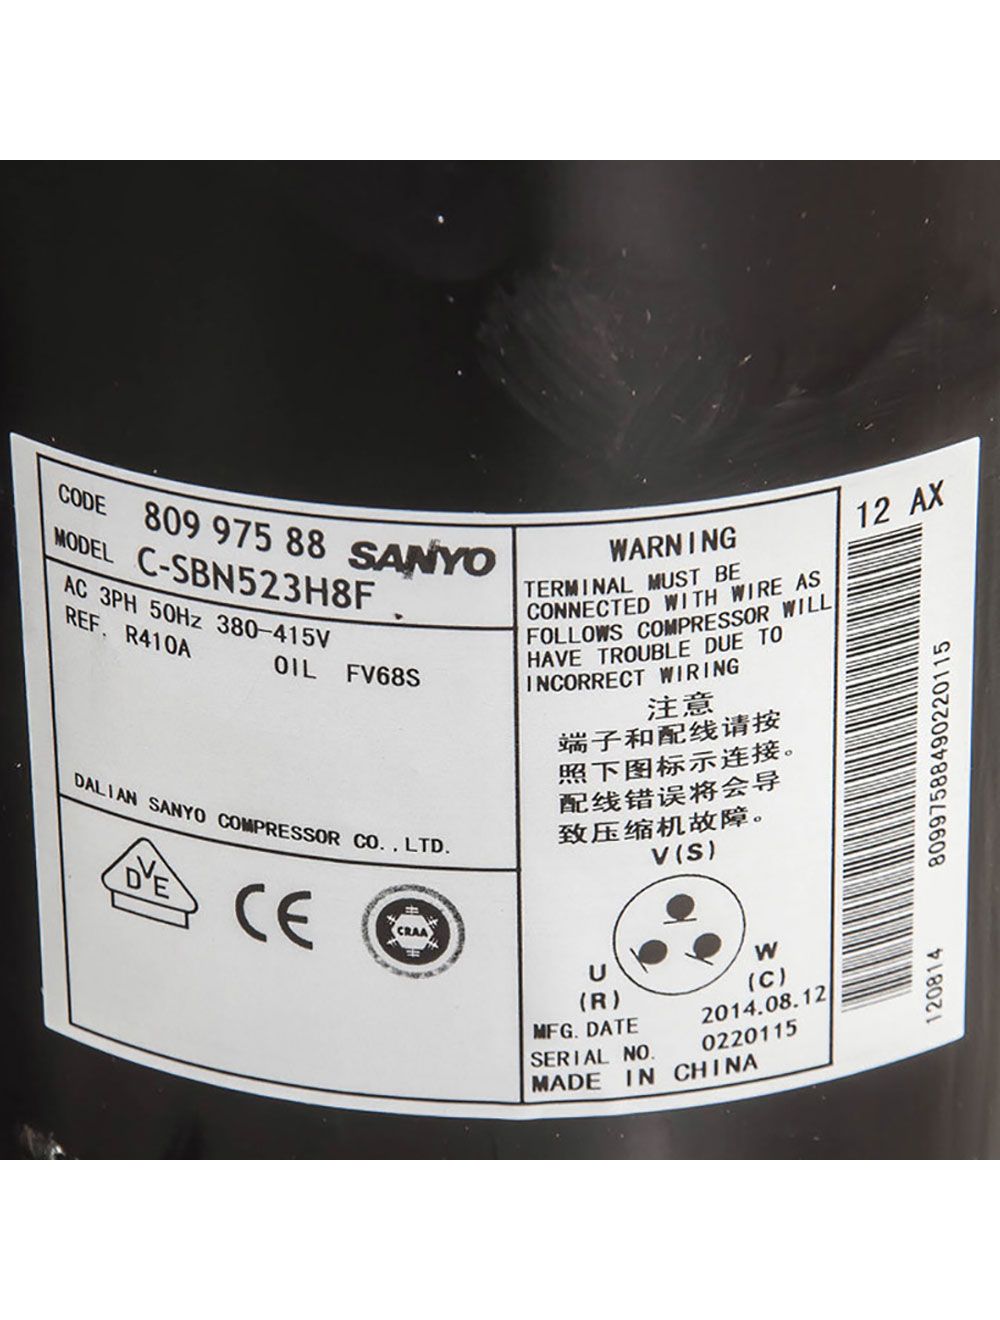 CODE 809 975 88 SANYO
MODEL C-SBN523H8F
AC 3PH 50Hz 380-415V
REF. R410A OIL FV68S
DALIAN SANYO COMPRESSOR CO.,LTD.
DVE
CE
CRAA
WARNING
TERMINAL MUST BE
CONNECTED WITH WIRE AS
FOLLOWS COMPRESSOR WILL
HAVE TROUBLE DUE TO
INCORRECT WIRING
注意
端子和配线请按
照下图标示连接。
配线错误将会导
致压缩机故障。
V(S)
U
(R)
W
(C)
MFG. DATE 2014.08.12
SERIAL NO. 0220115
MADE IN CHINA
12 AX
80997588490220115
120814